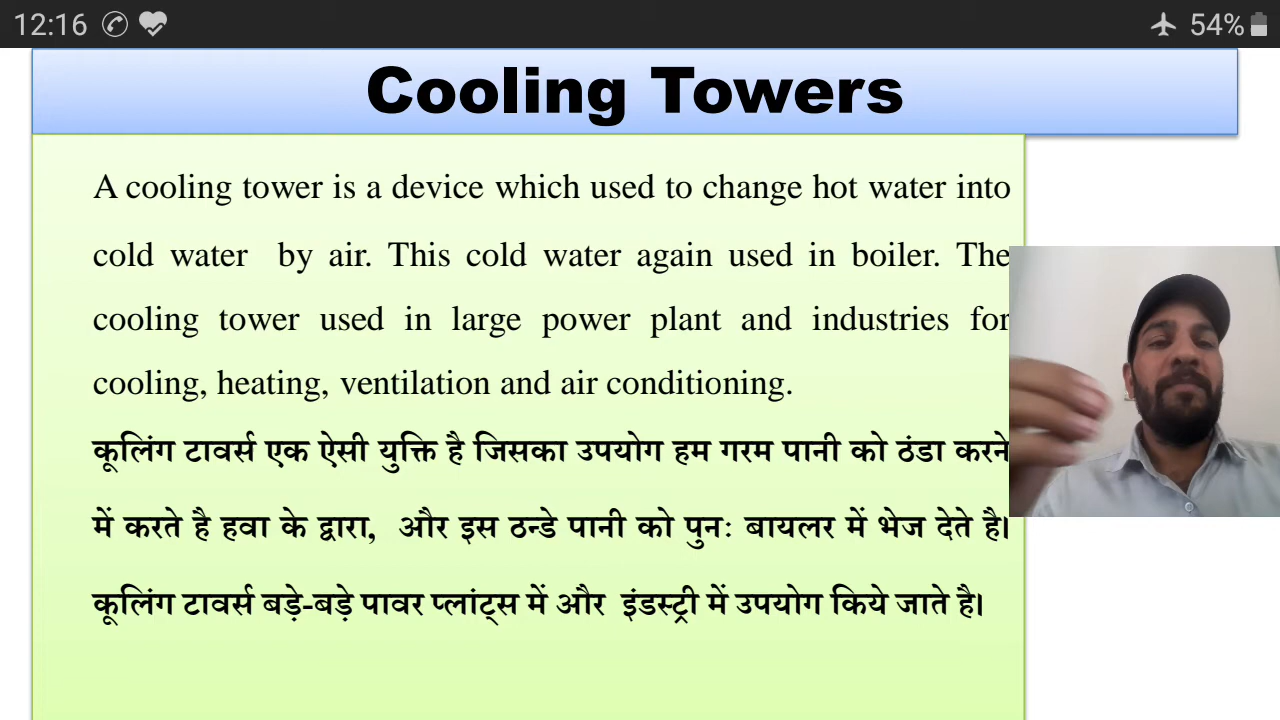 12:16 54%
Cooling Towers
A cooling tower is a device which used to change hot water into
cold water by air. This cold water again used in boiler. The
cooling tower used in large power plant and industries for
cooling, heating, ventilation and air conditioning.
कूलिंग टावर्स एक ऐसी युक्ति है जिसका उपयोग हम गरम पानी को ठंडा करने
में करते है हवा के द्वारा, और इस ठन्डे पानी को पुनः बायलर में भेज देते है।
कूलिंग टावर्स बड़े-बड़े पावर प्लांट्स में और इंडस्ट्री में उपयोग किये जाते है।